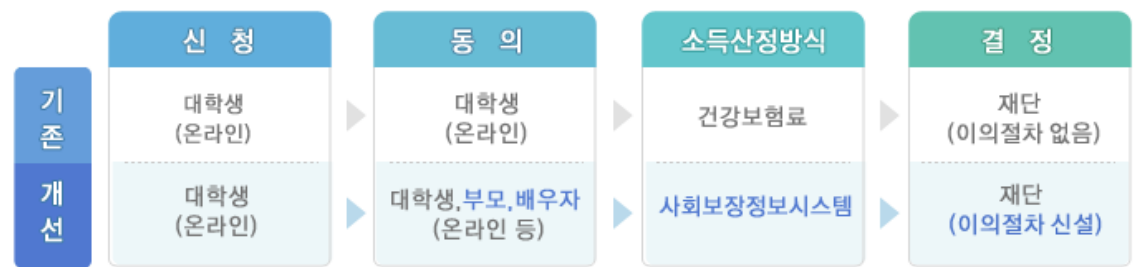 신 청
동 의
소득산정방식
결 정
기
존
대학생
(온라인)
대학생
(온라인)
건강보험료
재단
(이의절차 없음)
개
선
대학생
(온라인)
대학생,부모,배우자
(온라인 등)
사회보장정보시스템
재단
(이의절차 신설)